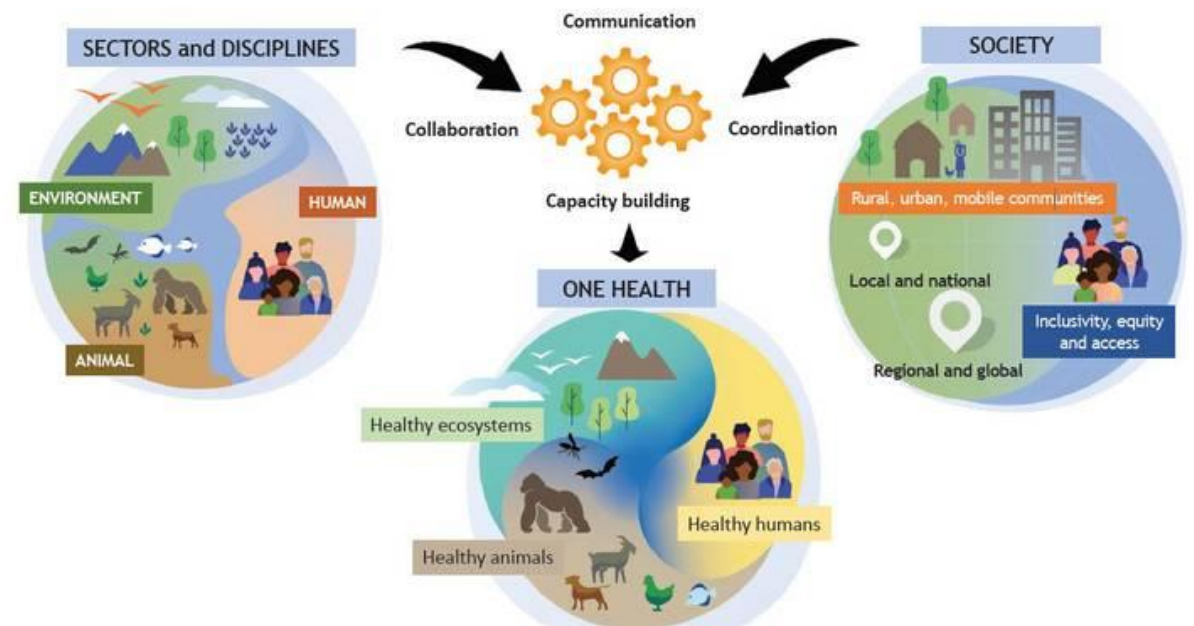 Communication
SECTORS and DISCIPLINES
SOCIETY
Collaboration
Coordination
ENVIRONMENT
HUMAN
Capacity building
Rural, urban, mobile communities
Local and national
ONE HEALTH
Inclusivity, equity
and access
ANIMAL
Regional and global
Healthy ecosystems
Healthy humans
Healthy animals